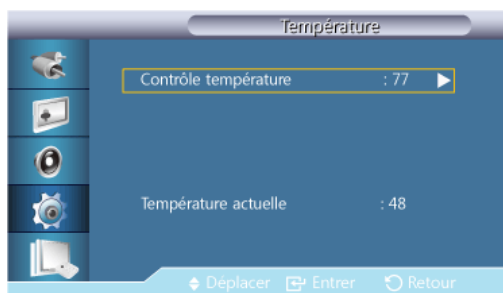 Température
Contrôle température : 77
Température actuelle : 48
Déplacer Entrer Retour